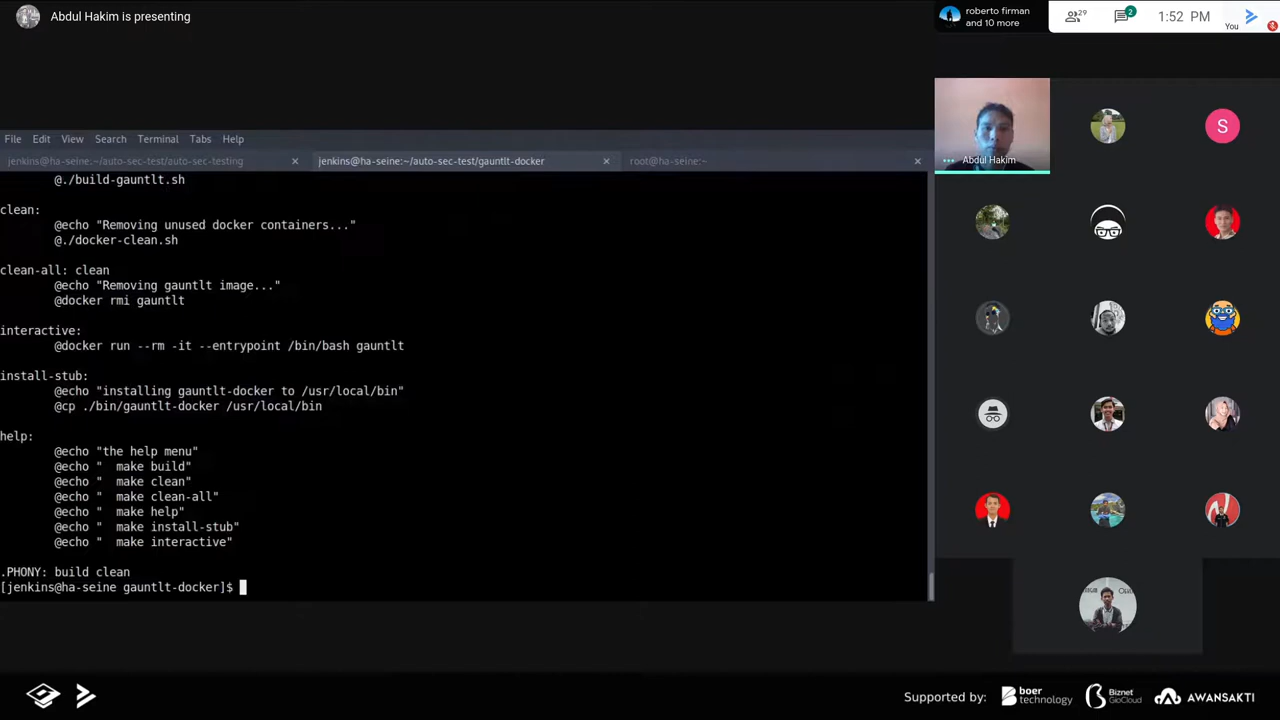 Abdul Hakim is presenting
roberto firman
and 10 more
29
2
1:52 PM
You
File Edit View Search Terminal Tabs Help
jenkins@ha-seine:~/auto-sec-test/auto-sec-testing
jenkins@ha-seine:~/auto-sec-test/gauntlt-docker
root@ha-seine:~
@./build-gauntlt.sh
clean:
@echo "Removing unused docker containers..."
@./docker-clean.sh
clean-all: clean
@echo "Removing gauntlt image..."
@docker rmi gauntlt
interactive:
@docker run --rm -it --entrypoint /bin/bash gauntlt
install-stub:
@echo "installing gauntlt-docker to /usr/local/bin"
@cp ./bin/gauntlt-docker /usr/local/bin
help:
@echo "the help menu"
@echo "  make build"
@echo "  make clean"
@echo "  make clean-all"
@echo "  make help"
@echo "  make install-stub"
@echo "  make interactive"
.PHONY: build clean
[jenkins@ha-seine gauntlt-docker]$
Abdul Hakim
S
Supported by:
boer technology
Biznet GioCloud
AWANSAKTI